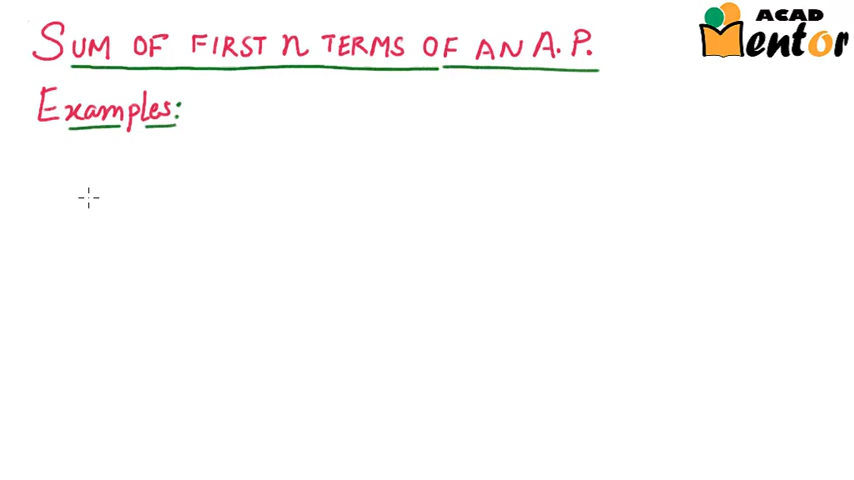 SUM OF FIRST n TERMS OF AN A.P.
ACAD
Mentor
Examples: